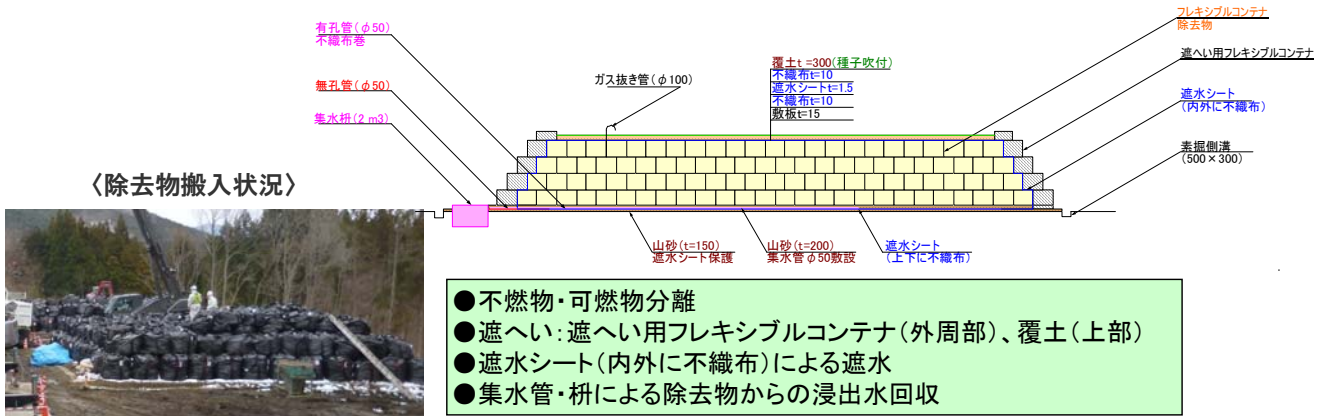 有孔管(φ50)
不織布巻
無孔管(φ50)
集水枡(2 m3)
ガス抜き管(φ100)
覆土t =300(種子吹付)
不織布t=10
遮水シートt=1.5
不織布t=10
敷板t=15
フレキシブルコンテナ
除去物
遮へい用フレキシブルコンテナ
遮水シート
(内外に不織布)
素掘側溝
(500×300)
山砂(t=150)
遮水シート保護
山砂(t=200)
集水管φ50敷設
遮水シート
(上下に不織布)
〈除去物搬入状況〉
●不燃物・可燃物分離
●遮へい:遮へい用フレキシブルコンテナ(外周部)、覆土(上部)
●遮水シート(内外に不織布)による遮水
●集水管・枡による除去物からの浸出水回収